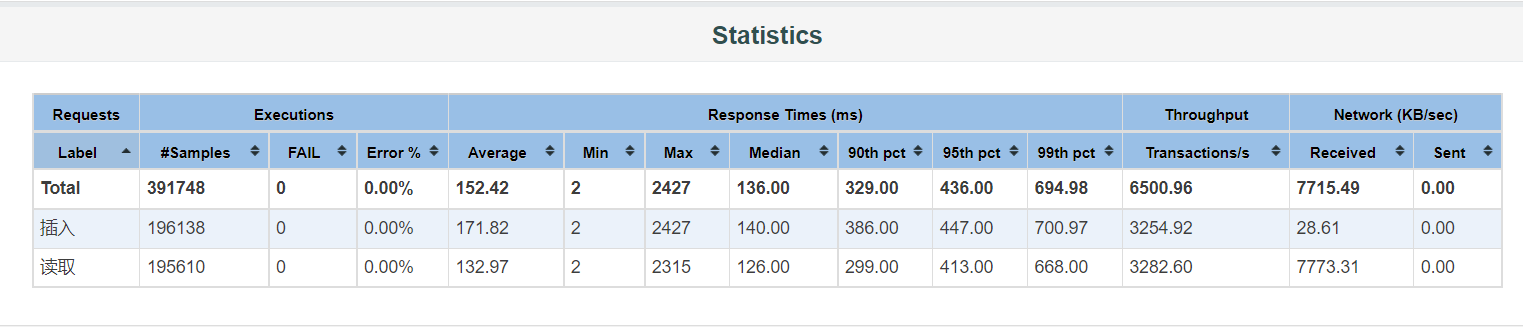 Statistics
Requests Executions Response Times (ms) Throughput Network (KB/sec)
Label #Samples FAIL Error % Average Min Max Median 90th pct 95th pct 99th pct Transactions/s Received Sent
Total 391748 0 0.00% 152.42 2 2427 136.00 329.00 436.00 694.98 6500.96 7715.49 0.00
插入 196138 0 0.00% 171.82 2 2427 140.00 386.00 447.00 700.97 3254.92 28.61 0.00
读取 195610 0 0.00% 132.97 2 2315 126.00 299.00 413.00 668.00 3282.60 7773.31 0.00